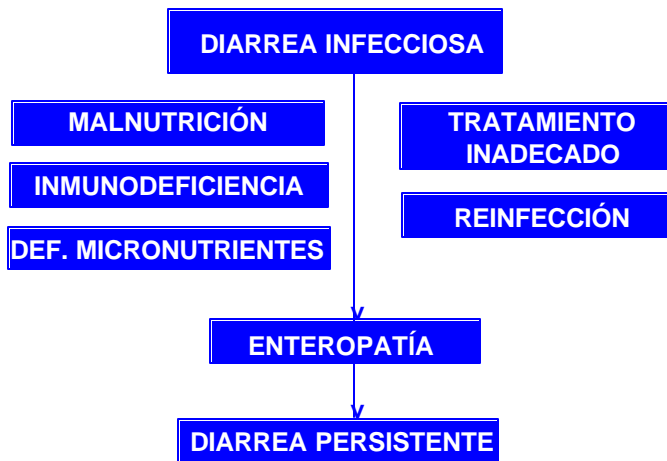 DIARREA INFECCIOSA
MALNUTRICIÓN
INMUNODEFICIENCIA
DEF. MICRONUTRIENTES
TRATAMIENTO
INADECADO
REINFECCIÓN
ENTEROPATÍA
DIARREA PERSISTENTE